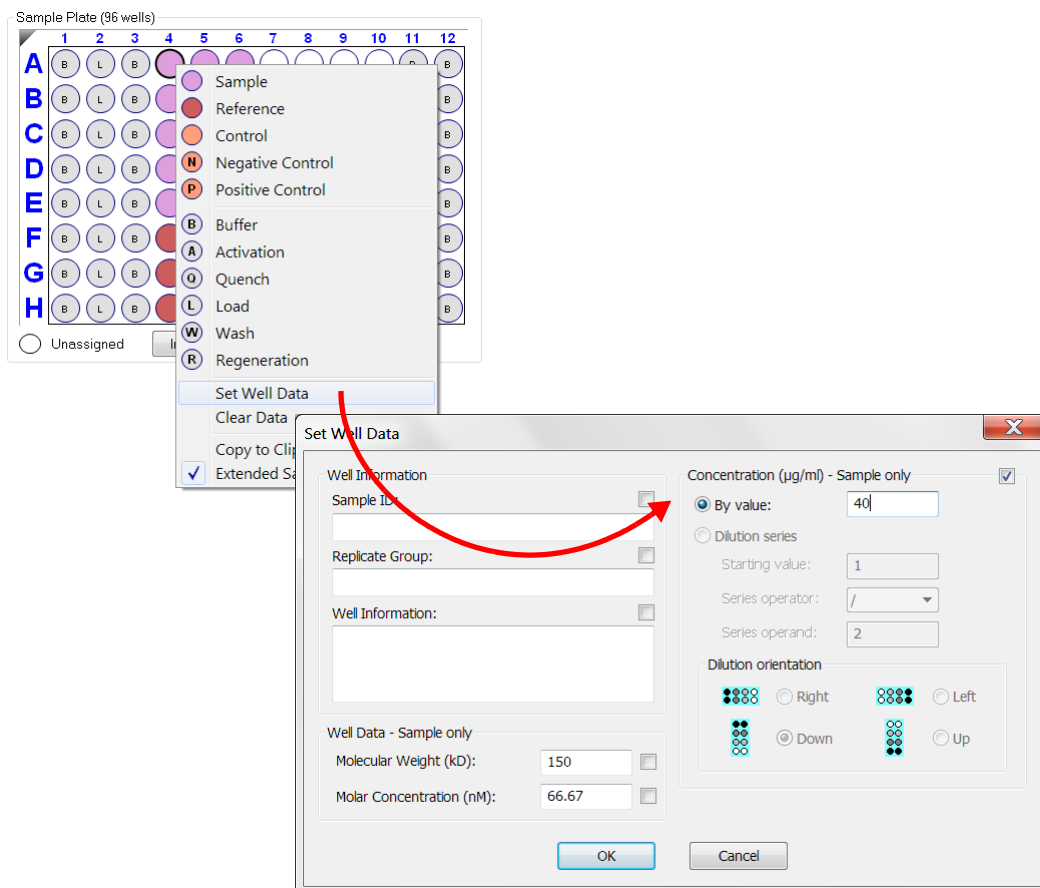 Sample Plate (96 wells)
1 2 3 4 5 6 7 8 9 10 11 12
A B L B B B
B B L B B
C B L B B
D B L B B
E B L B B
F B L B B
G B L B B
H B L B B
Unassigned
Sample
Reference
Control
N Negative Control
P Positive Control
B Buffer
A Activation
Q Quench
L Load
W Wash
R Regeneration
Set Well Data
Clear Data
Copy to Clip
Extended Sa
Set Well Data
Well Information
Sample ID:
Replicate Group:
Well Information:
Well Data - Sample only
Molecular Weight (kD): 150
Molar Concentration (nM): 66.67
Concentration (µg/ml) - Sample only
By value: 40
Dilution series
Starting value: 1
Series operator: /
Series operand: 2
Dilution orientation
Right Left
Down Up
OK Cancel